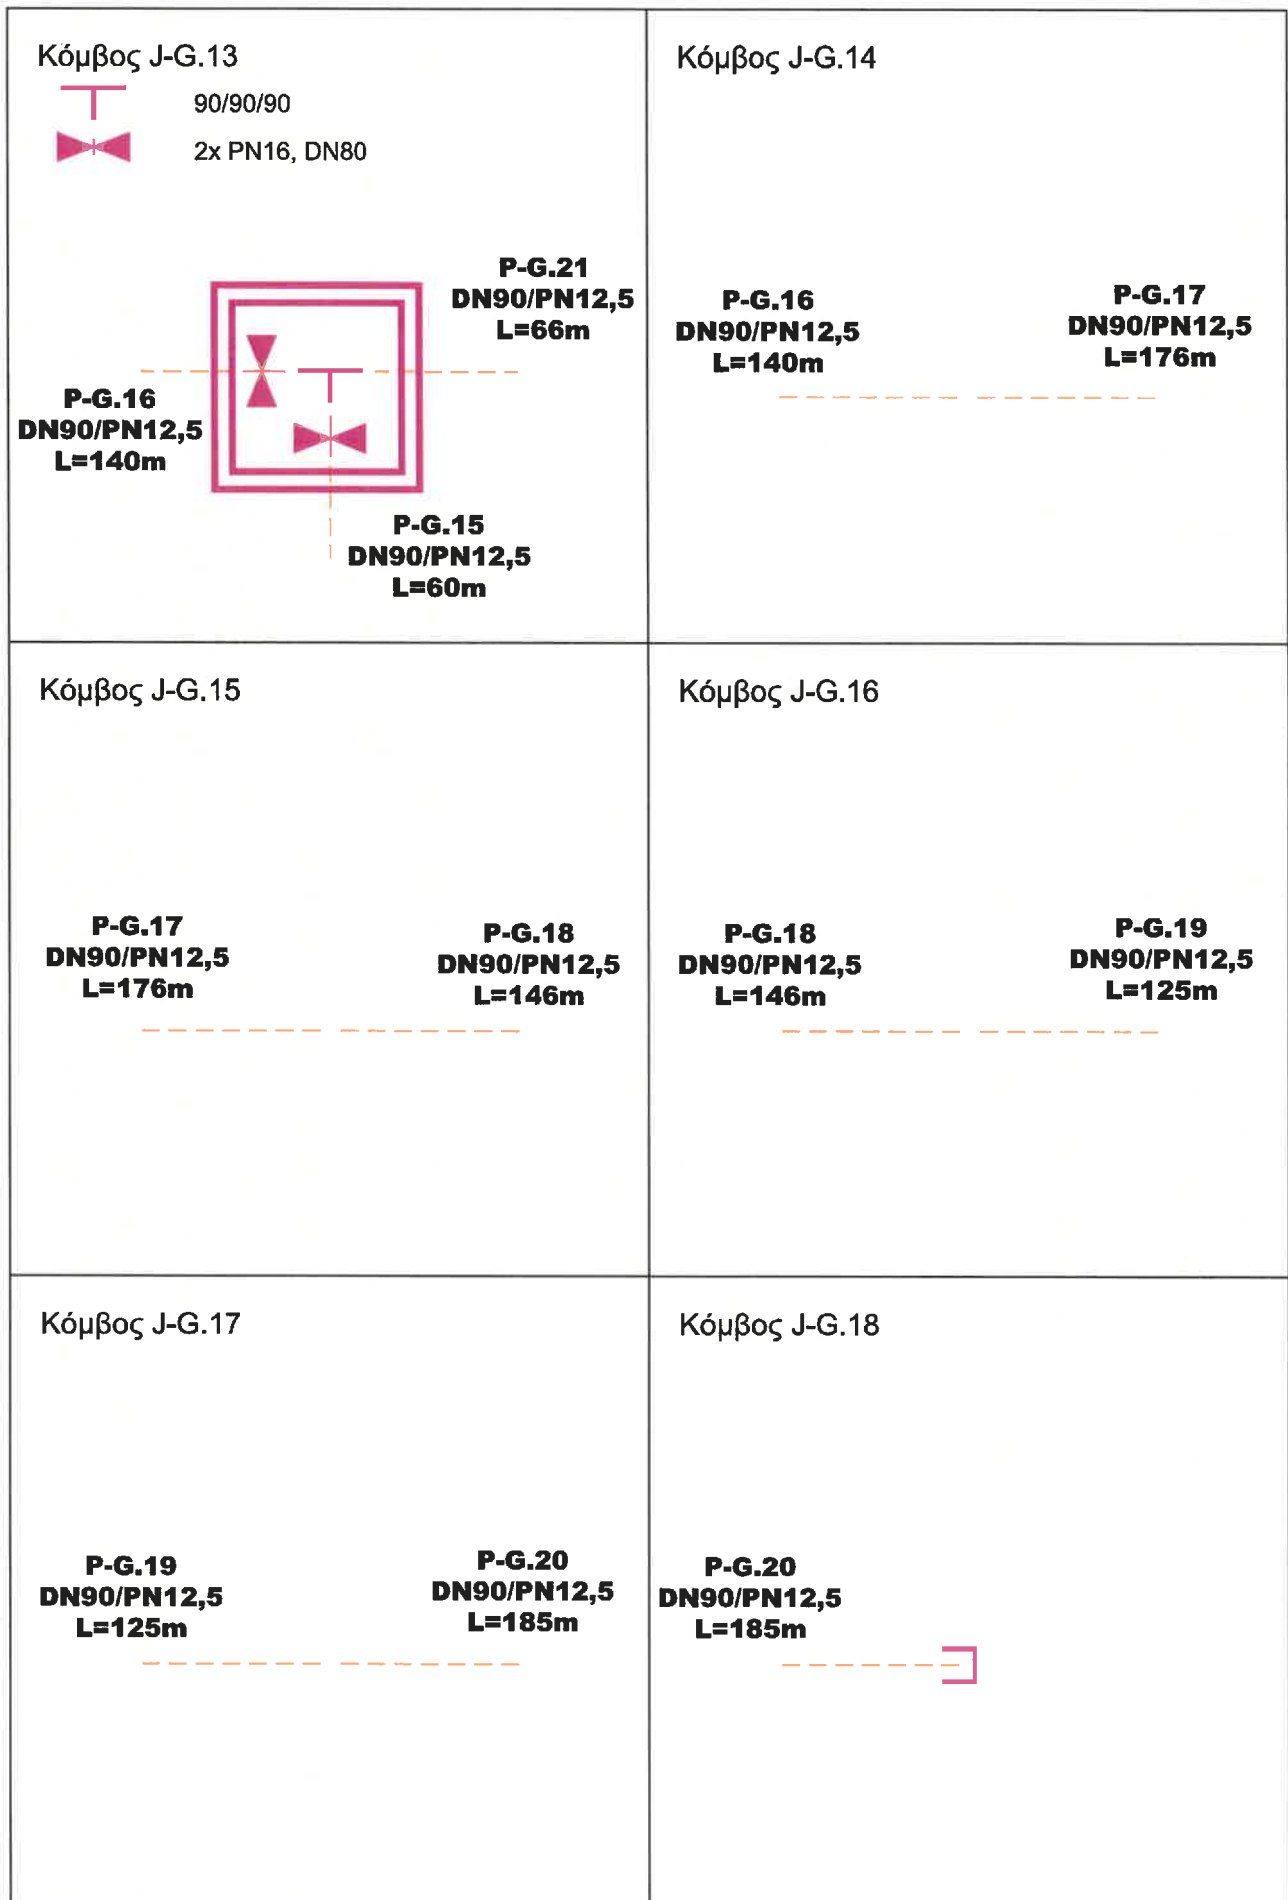 Κόμβος J-G.13
90/90/90
2x PN16, DN80
P-G.21
DN90/PN12,5
L=66m
P-G.16
DN90/PN12,5
L=140m
P-G.15
DN90/PN12,5
L=60m
Κόμβος J-G.14
P-G.16
DN90/PN12,5
L=140m
P-G.17
DN90/PN12,5
L=176m
Κόμβος J-G.15
P-G.17
DN90/PN12,5
L=176m
P-G.18
DN90/PN12,5
L=146m
Κόμβος J-G.16
P-G.18
DN90/PN12,5
L=146m
P-G.19
DN90/PN12,5
L=125m
Κόμβος J-G.17
P-G.19
DN90/PN12,5
L=125m
P-G.20
DN90/PN12,5
L=185m
Κόμβος J-G.18
P-G.20
DN90/PN12,5
L=185m